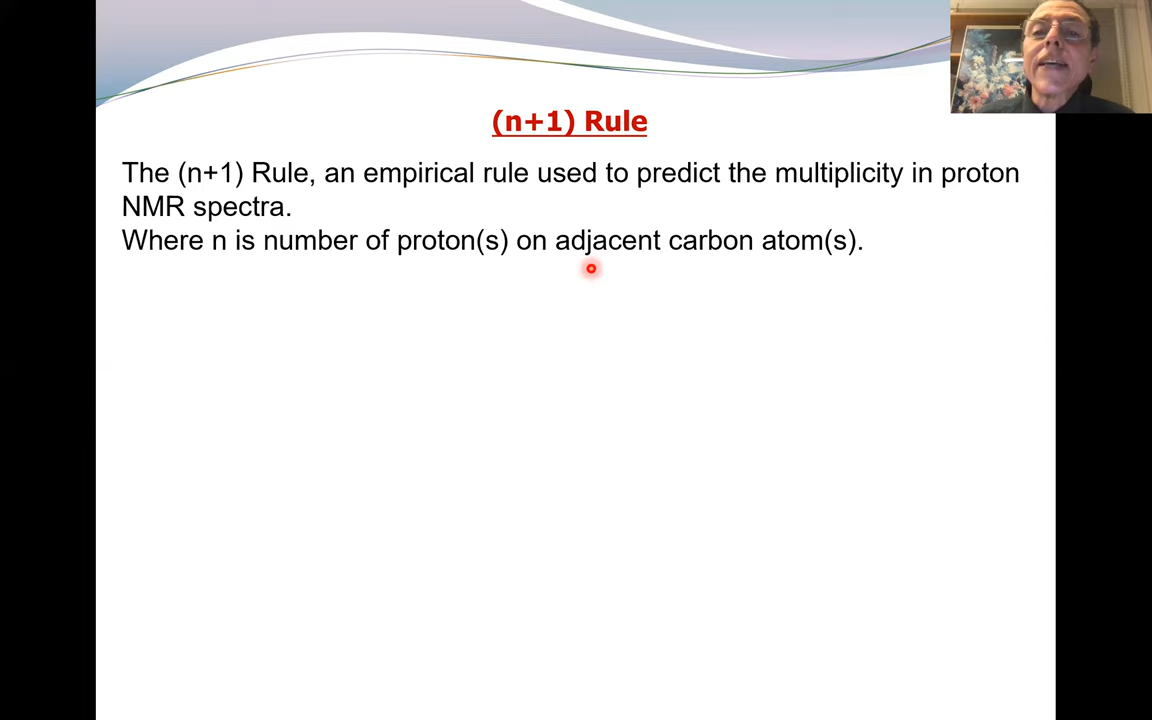 (n+1) Rule
The (n+1) Rule, an empirical rule used to predict the multiplicity in proton
NMR spectra.
Where n is number of proton(s) on adjacent carbon atom(s).